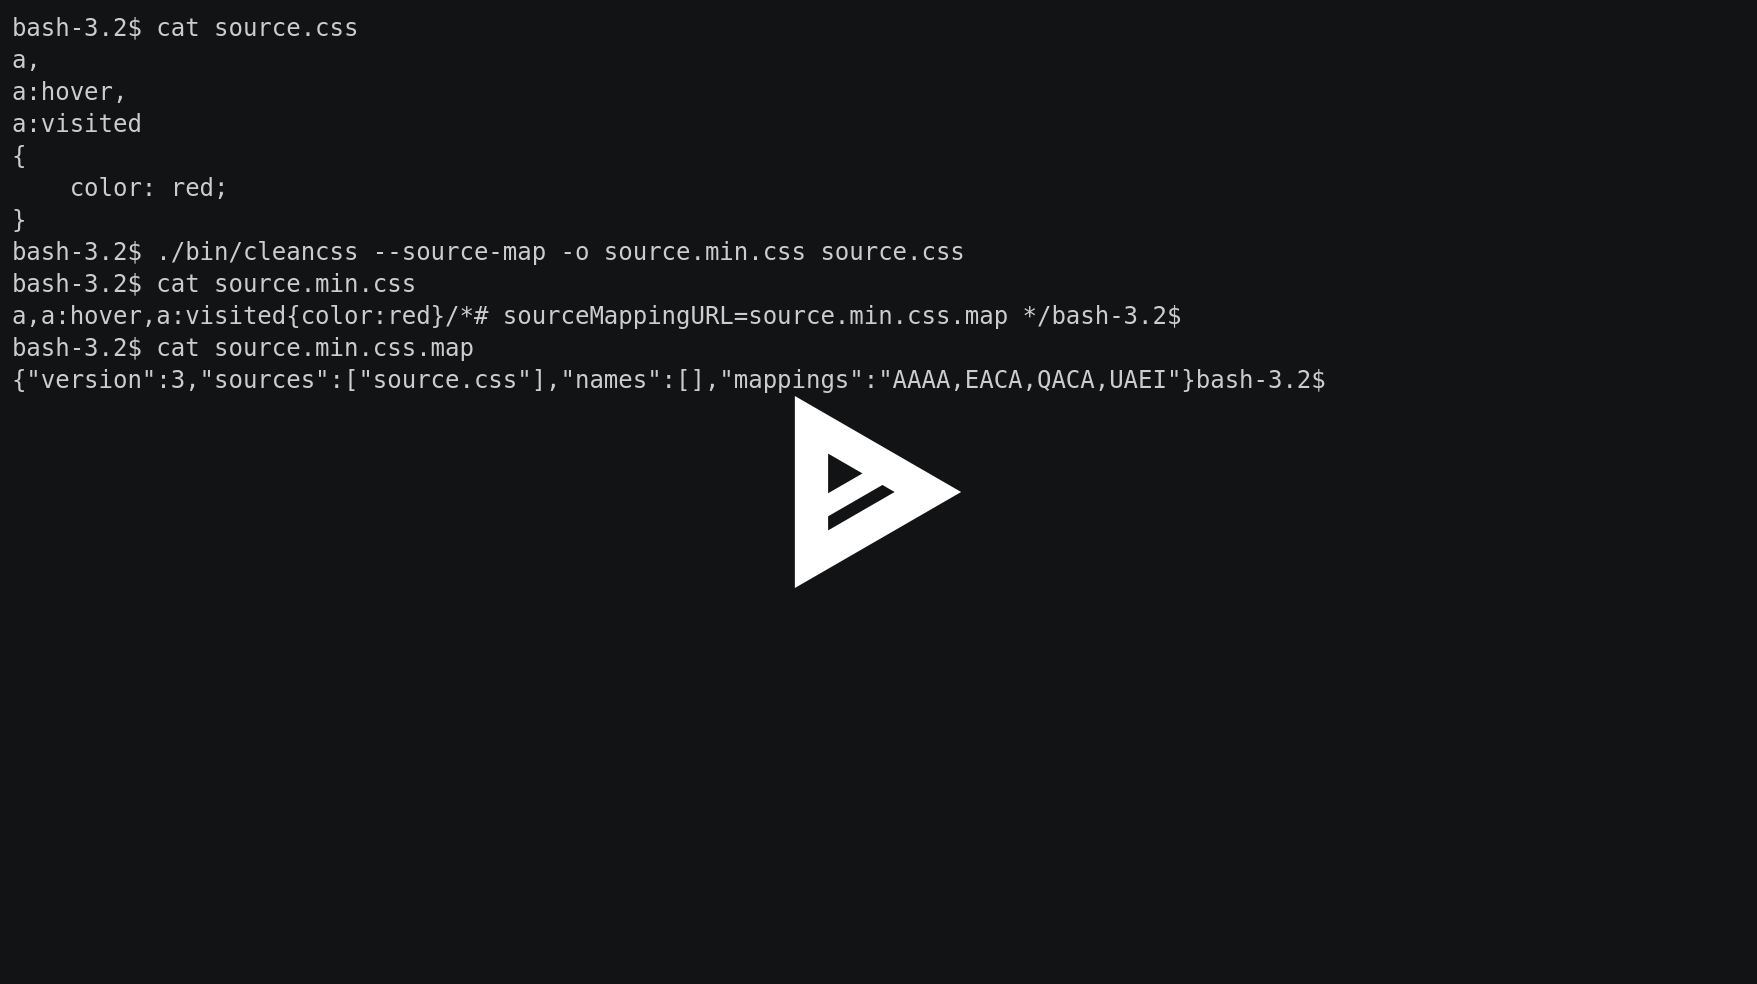 bash-3.2$ cat source.css
a,
a:hover,
a:visited
{
    color: red;
}
bash-3.2$ ./bin/cleancss --source-map -o source.min.css source.css
bash-3.2$ cat source.min.css
a,a:hover,a:visited{color:red}/*# sourceMappingURL=source.min.css.map */bash-3.2$
bash-3.2$ cat source.min.css.map
{"version":3,"sources":["source.css"],"names":[],"mappings":"AAAA,EACA,QACA,UAEI"}bash-3.2$